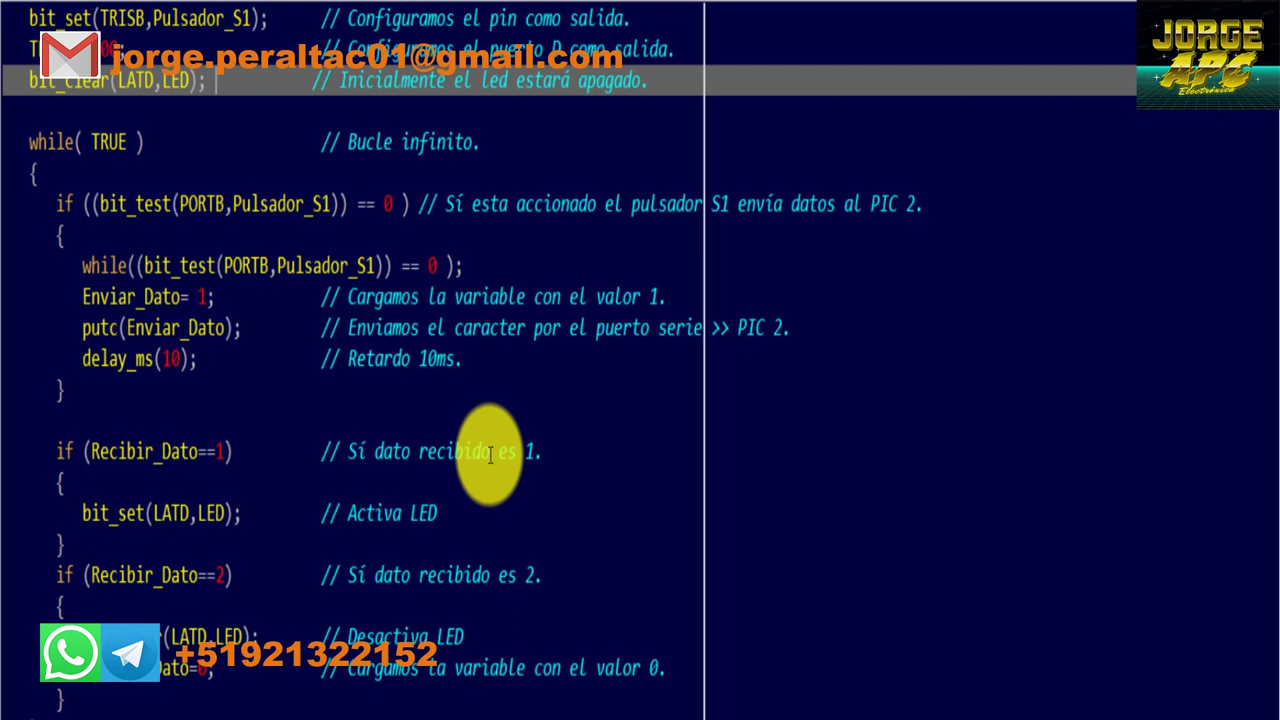 bit_set(TRISB,Pulsador_S1); // Configuramos el pin como salida.
// Configuramos el puerto D como salida.
jorge.peraltac01@gmail.com
bit_clear(LATD,LED); // Inicialmente el led estará apagado.
JORGE
APC
Electrónica
while( TRUE ) // Bucle infinito.
{
if ((bit_test(PORTB,Pulsador_S1)) == 0 ) // Sí esta accionado el pulsador S1 envía datos al PIC 2.
{
while((bit_test(PORTB,Pulsador_S1)) == 0 );
Enviar_Dato= 1; // Cargamos la variable con el valor 1.
putc(Enviar_Dato); // Enviamos el caracter por el puerto serie >> PIC 2.
delay_ms(10); // Retardo 10ms.
}
if (Recibir_Dato==1) // Sí dato recibido es 1.
{
bit_set(LATD,LED); // Activa LED
}
if (Recibir_Dato==2) // Sí dato recibido es 2.
{
(LATD,LED); // Desactiva LED
+51921322152
Dato=0; // Cargamos la variable con el valor 0.
}